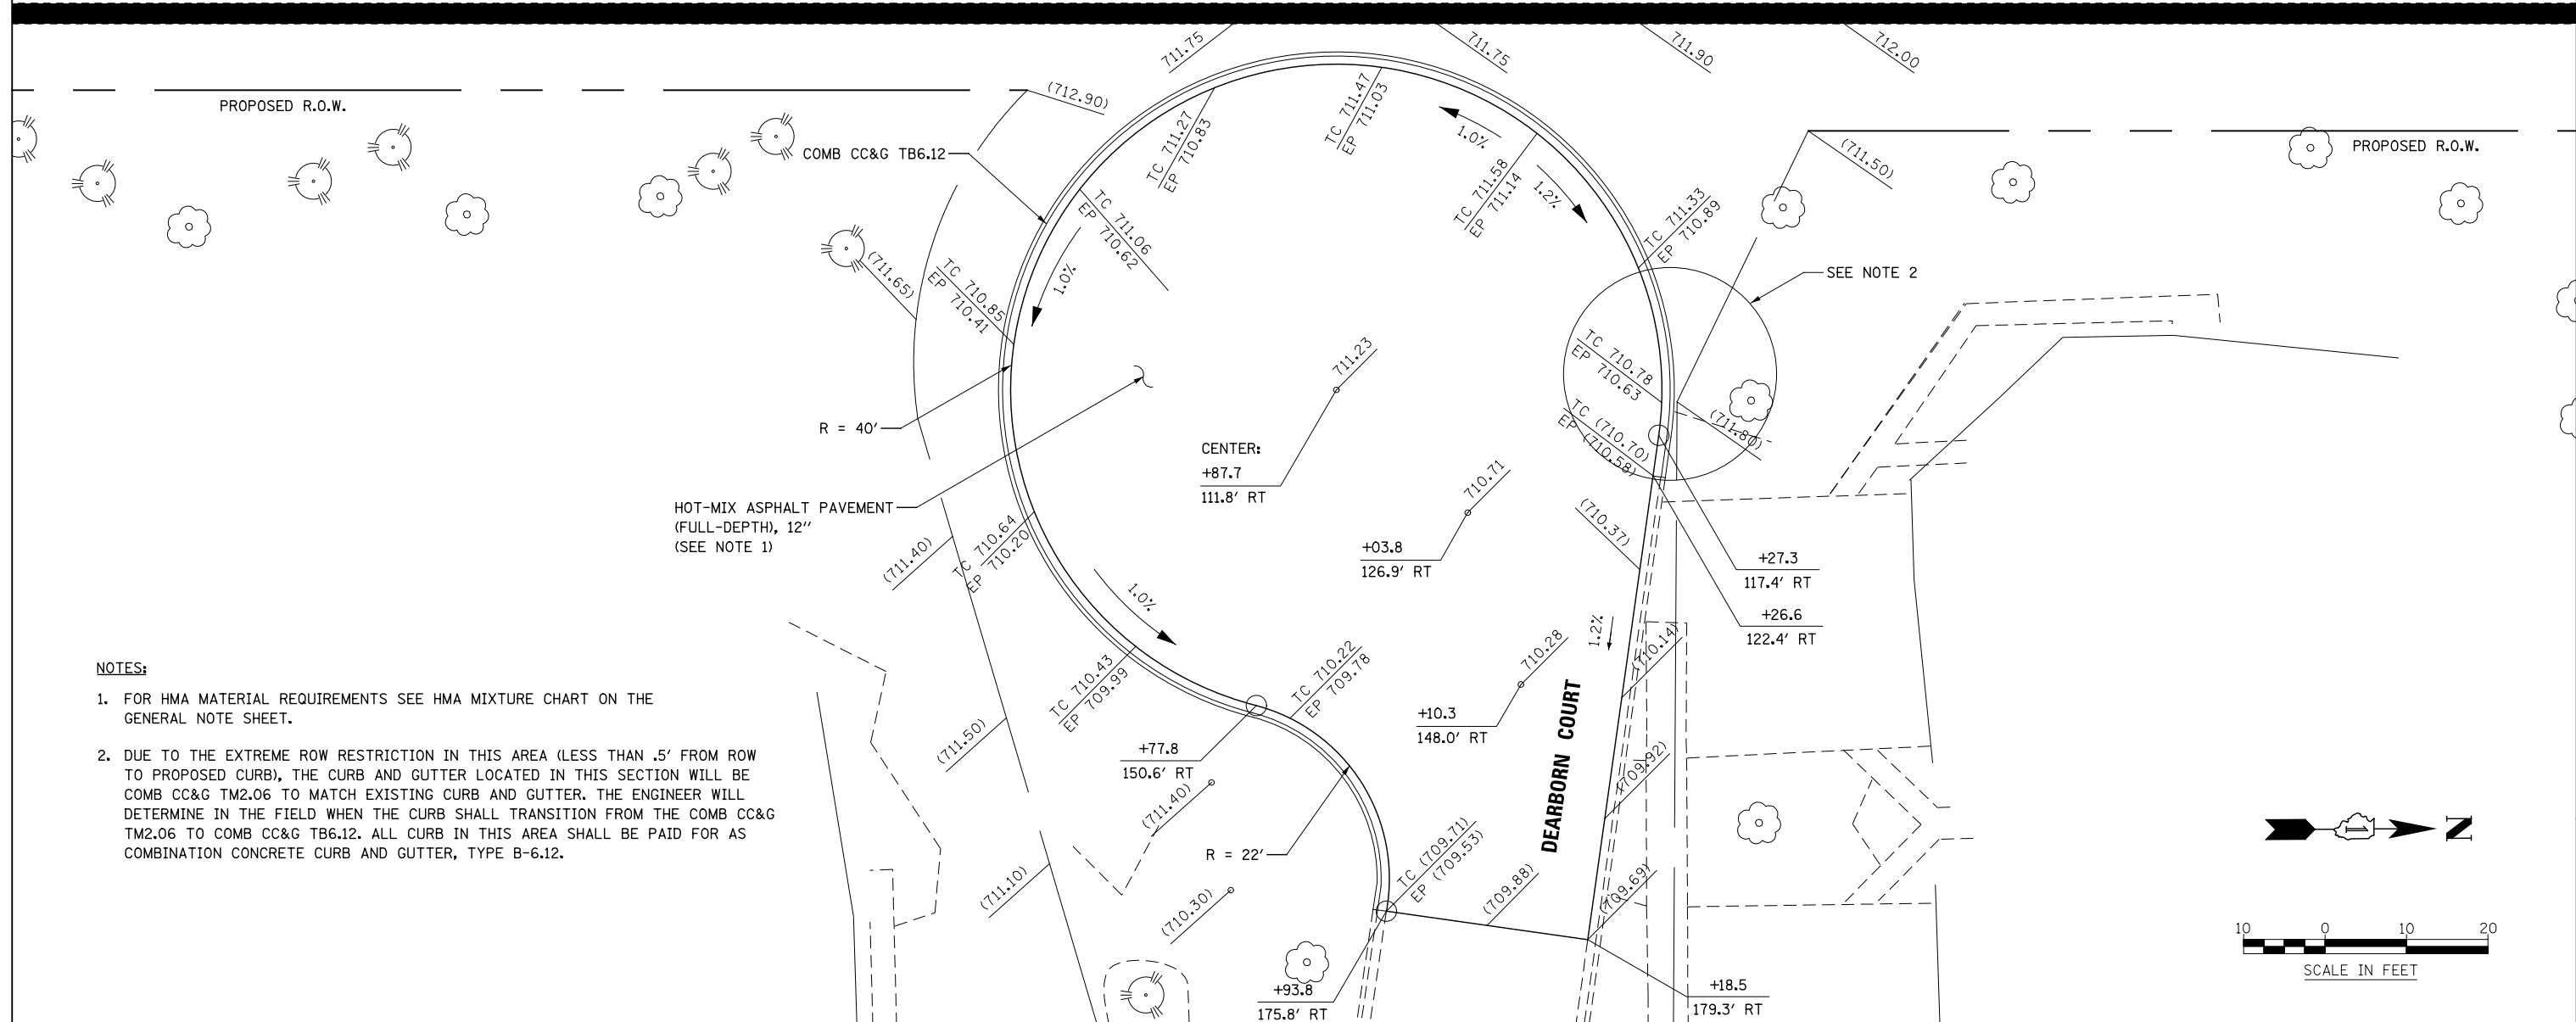 711.75
711.75
711.90
712.00
PROPOSED R.O.W.
(712.90)
COMB CC&G TB6.12
TC 711.27
EP 710.83
TC 711.47
EP 711.03
1.0%
TC 711.58
EP 711.14
1.2%
(711.50)
PROPOSED R.O.W.
TC 711.06
EP 710.62
1.0%
(711.65)
TC 710.85
EP 710.41
TC 711.33
EP 710.89
SEE NOTE 2
711.23
TC 710.78
EP 710.63
TC (710.70)
EP (710.58)
(711.80)
R = 40'
CENTER:
+87.7
111.8' RT
710.71
HOT-MIX ASPHALT PAVEMENT
(FULL-DEPTH), 12''
(SEE NOTE 1)
(711.40)
TC 710.64
EP 710.20
+03.8
126.9' RT
(710.37)
+27.3
117.4' RT
+26.6
122.4' RT
1.0%
1.2%
(710.14)
TC 710.43
EP 709.99
TC 710.22
EP 709.78
710.28
+10.3
148.0' RT
DEARBORN COURT
(711.50)
+77.8
150.6' RT
(711.40)
(709.92)
R = 22'
TC (709.71)
EP (709.53)
(709.88)
(709.69)
(711.10)
(710.30)
+93.8
175.8' RT
+18.5
179.3' RT
NOTES:
1. FOR HMA MATERIAL REQUIREMENTS SEE HMA MIXTURE CHART ON THE
GENERAL NOTE SHEET.
2. DUE TO THE EXTREME ROW RESTRICTION IN THIS AREA (LESS THAN .5' FROM ROW
TO PROPOSED CURB), THE CURB AND GUTTER LOCATED IN THIS SECTION WILL BE
COMB CC&G TM2.06 TO MATCH EXISTING CURB AND GUTTER. THE ENGINEER WILL
DETERMINE IN THE FIELD WHEN THE CURB SHALL TRANSITION FROM THE COMB CC&G
TM2.06 TO COMB CC&G TB6.12. ALL CURB IN THIS AREA SHALL BE PAID FOR AS
COMBINATION CONCRETE CURB AND GUTTER, TYPE B-6.12.
N
10 0 10 20
SCALE IN FEET